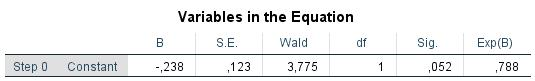 Variables in the Equation
B S.E. Wald df Sig. Exp(B)
Step 0 Constant -,238 ,123 3,775 1 ,052 ,788